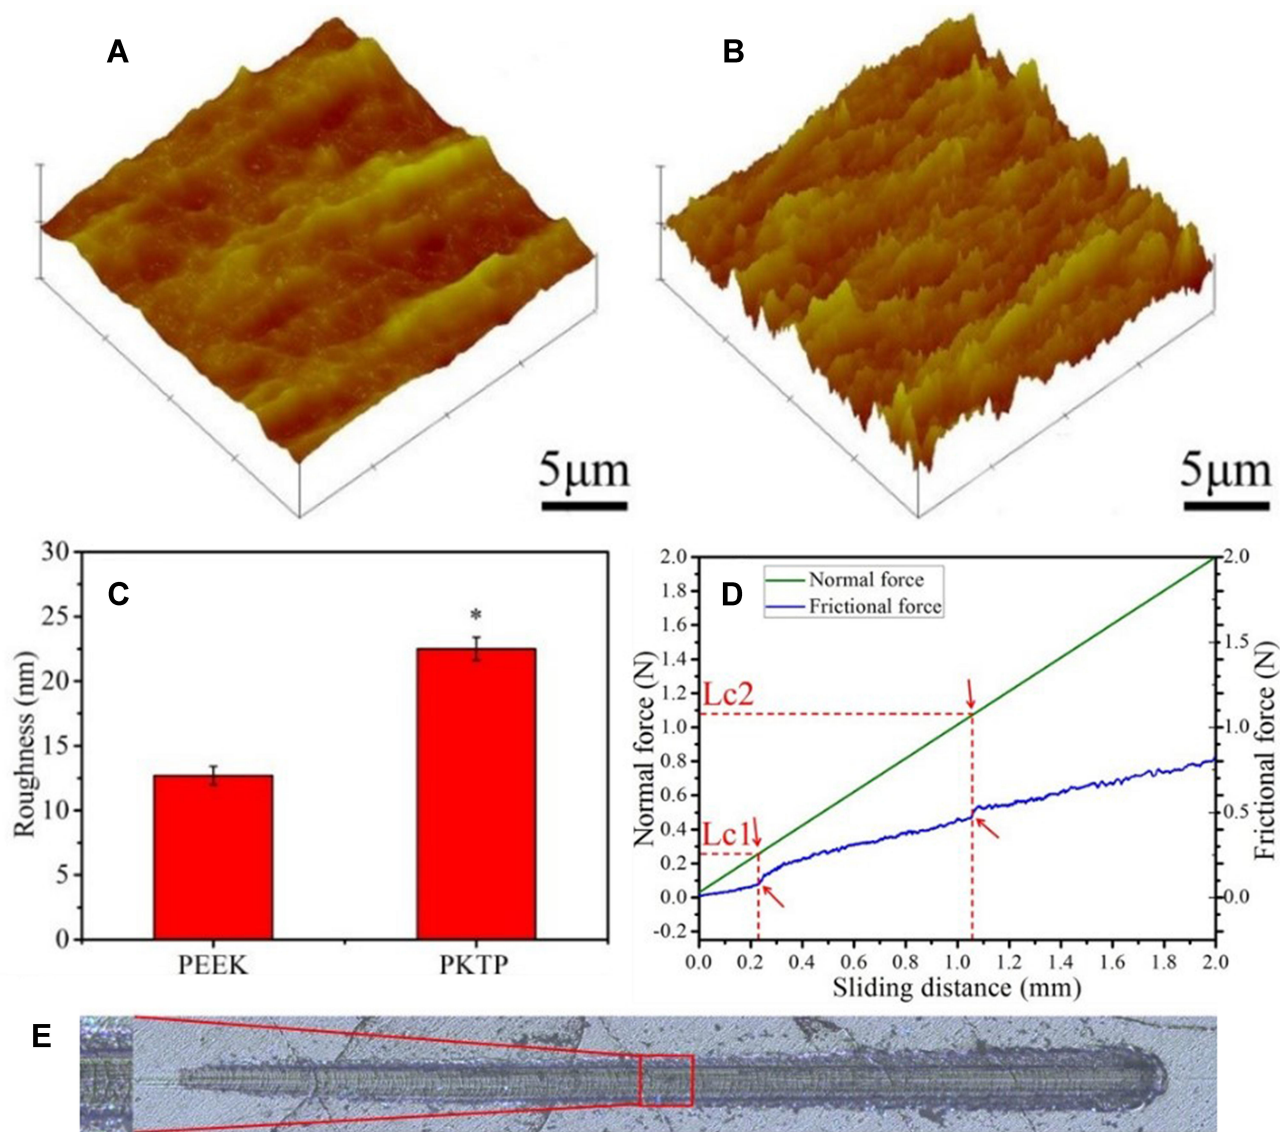 A
B
5μm
5μm
C
30
25
20
15
10
5
0
Roughness (nm)
*
PEEK
PKTP
D
Normal force
Frictional force
2.0
1.8
1.6
1.4
1.2
1.0
0.8
0.6
0.4
0.2
0.0
-0.2
Normal force (N)
Lc2
Lc1
2.0
1.5
1.0
0.5
0.0
Frictional force (N)
0.0 0.2 0.4 0.6 0.8 1.0 1.2 1.4 1.6 1.8 2.0
Sliding distance (mm)
E